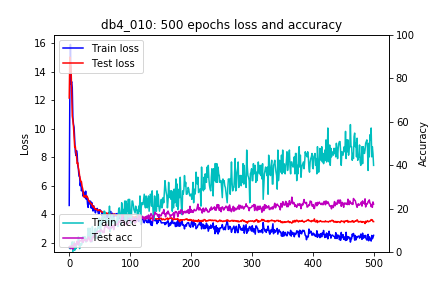 db4_010: 500 epochs loss and accuracy
Train loss
Test loss
Train acc
Test acc
Loss
Accuracy
16
14
12
10
8
6
4
2
100
80
60
40
20
0
0
100
200
300
400
500